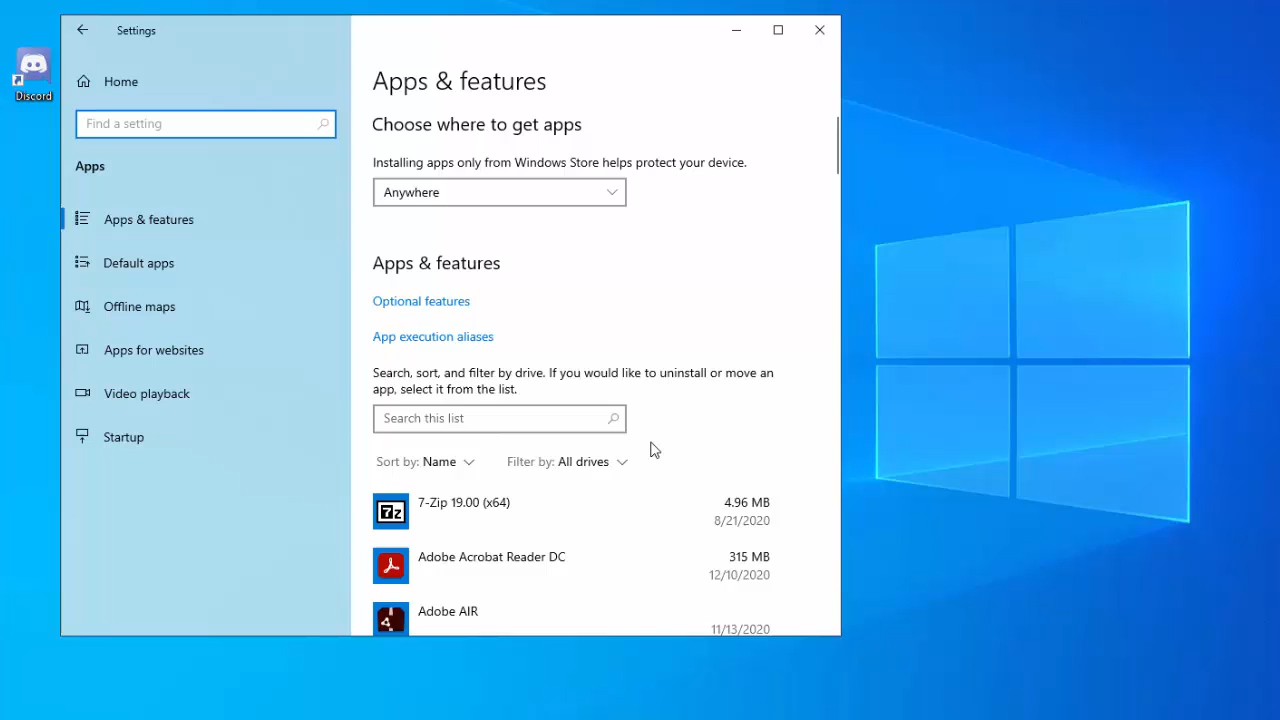 Discord
Settings
Home
Find a setting
Apps
Apps & features
Default apps
Offline maps
Apps for websites
Video playback
Startup
Apps & features
Choose where to get apps
Installing apps only from Windows Store helps protect your device.
Anywhere
Apps & features
Optional features
App execution aliases
Search, sort, and filter by drive. If you would like to uninstall or move an
app, select it from the list.
Search this list
Sort by: Name Filter by: All drives
7z
7-Zip 19.00 (x64) 4.96 MB
8/21/2020
Adobe Acrobat Reader DC 315 MB
12/10/2020
Adobe AIR
11/13/2020